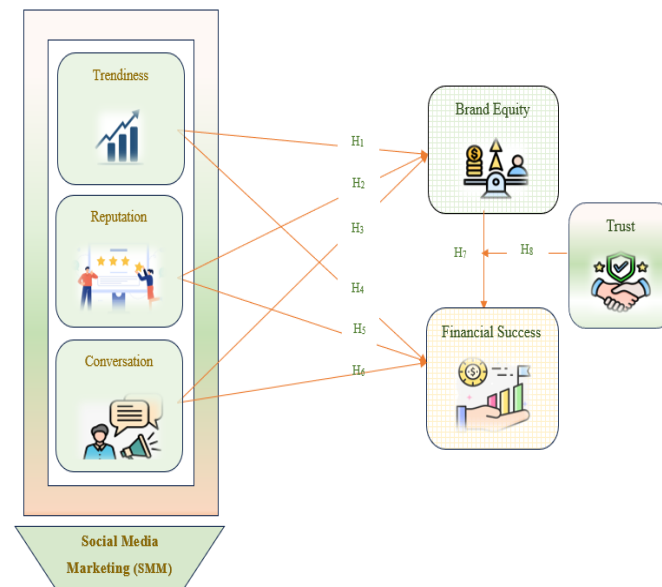 Trendiness
Reputation
Conversation
Social Media
Marketing (SMM)
H1
H2
H3
H4
H5
H6
Brand Equity
H7
H8
Trust
Financial Success